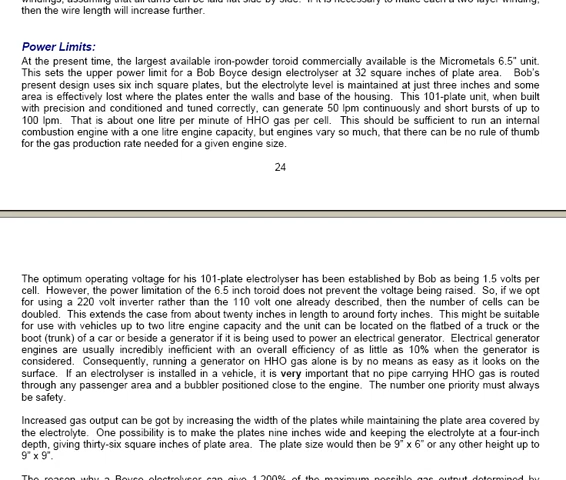 then the wire length will increase further.
Power Limits:
At the present time, the largest available iron-powder toroid commercially available is the Micrometals 6.5" unit.
This sets the upper power limit for a Bob Boyce design electrolyser at 32 square inches of plate area. Bob's
present design uses six inch square plates, but the electrolyte level is maintained at just three inches and some
area is effectively lost where the plates enter the walls and base of the housing. This 101-plate unit, when built
with precision and conditioned and tuned correctly, can generate 50 lpm continuously and short bursts of up to
100 lpm. That is about one litre per minute of HHO gas per cell. This should be sufficient to run an internal
combustion engine with a one litre engine capacity, but engines vary so much, that there can be no rule of thumb
for the gas production rate needed for a given engine size.
24
The optimum operating voltage for his 101-plate electrolyser has been established by Bob as being 1.5 volts per
cell. However, the power limitation of the 6.5 inch toroid does not prevent the voltage being raised. So, if we opt
for using a 220 volt inverter rather than the 110 volt one already described, then the number of cells can be
doubled. This extends the case from about twenty inches in length to around forty inches. This might be suitable
for use with vehicles up to two litre engine capacity and the unit can be located on the flatbed of a truck or the
boot (trunk) of a car or beside a generator if it is being used to power an electrical generator. Electrical generator
engines are usually incredibly inefficient with an overall efficiency of as little as 10% when the generator is
considered. Consequently, running a generator on HHO gas alone is by no means as easy as it looks on the
surface. If an electrolyser is installed in a vehicle, it is very important that no pipe carrying HHO gas is routed
through any passenger area and a bubbler positioned close to the engine. The number one priority must always
be safety.
Increased gas output can be got by increasing the width of the plates while maintaining the plate area covered by
the electrolyte. One possibility is to make the plates nine inches wide and keeping the electrolyte at a four-inch
depth, giving thirty-six square inches of plate area. The plate size would then be 9" x 6" or any other height up to
9" x 9".
The reason why a Boyce electrolyser can give 1,200% of the maximum possible gas output determined by